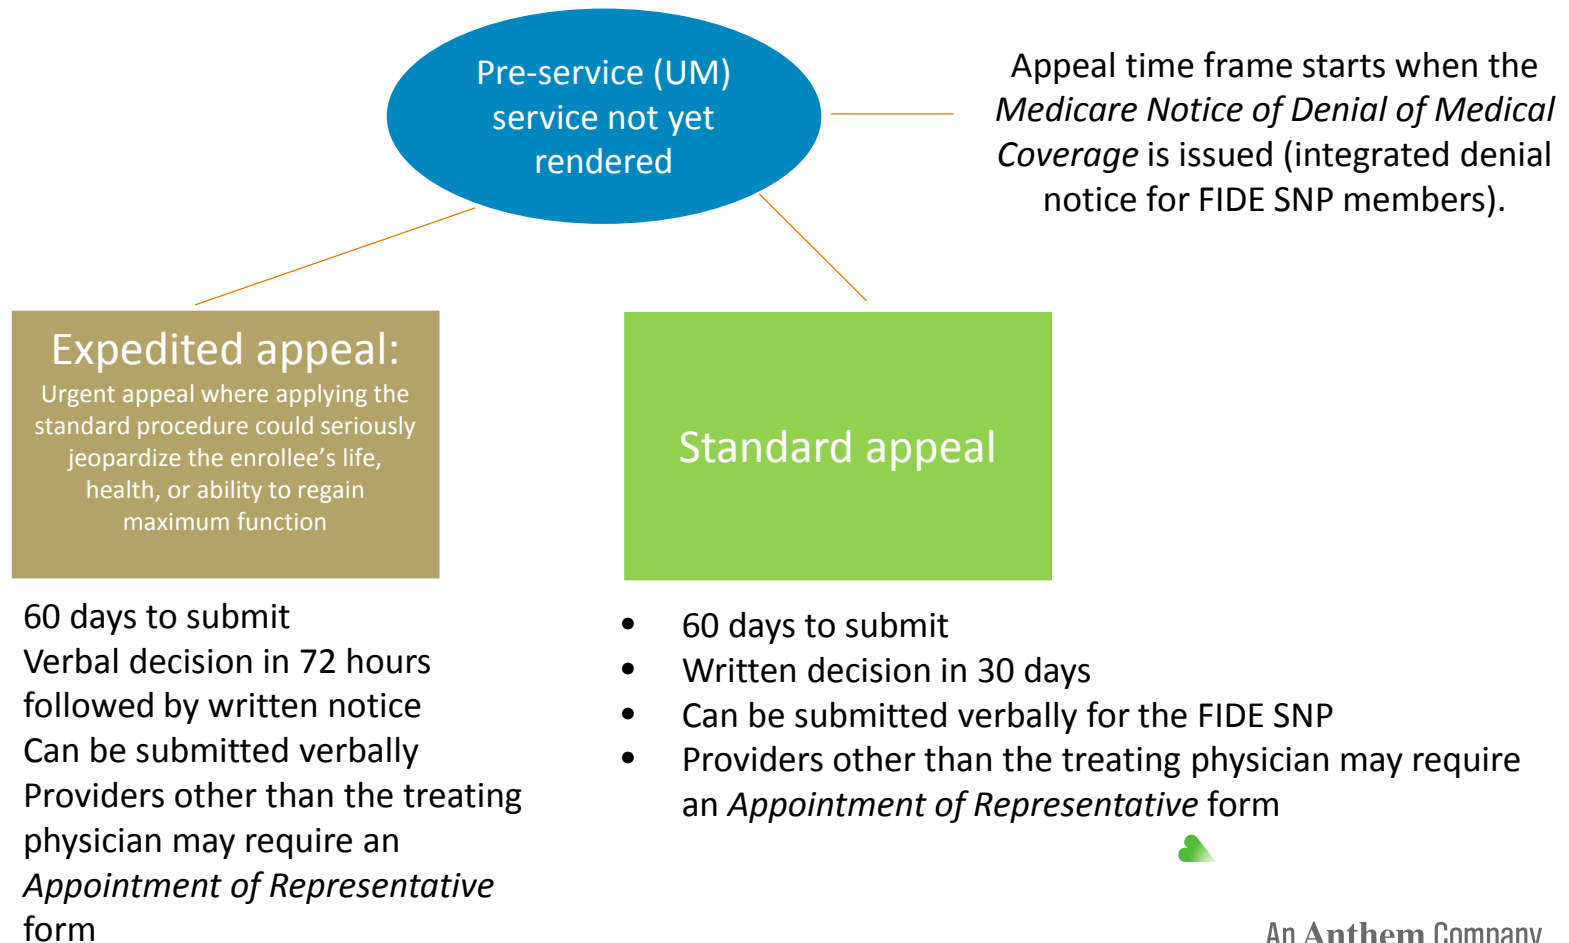 Pre-service (UM)
service not yet
rendered
Appeal time frame starts when the
Medicare Notice of Denial of Medical
Coverage is issued (integrated denial
notice for FIDE SNP members).
Expedited appeal:
Urgent appeal where applying the
standard procedure could seriously
jeopardize the enrollee's life,
health, or ability to regain
maximum function
Standard appeal
60 days to submit
Verbal decision in 72 hours
followed by written notice
Can be submitted verbally
Providers other than the treating
physician may require an
Appointment of Representative
form
• 60 days to submit
• Written decision in 30 days
• Can be submitted verbally for the FIDE SNP
• Providers other than the treating physician may require
an Appointment of Representative form
An Anthem Company